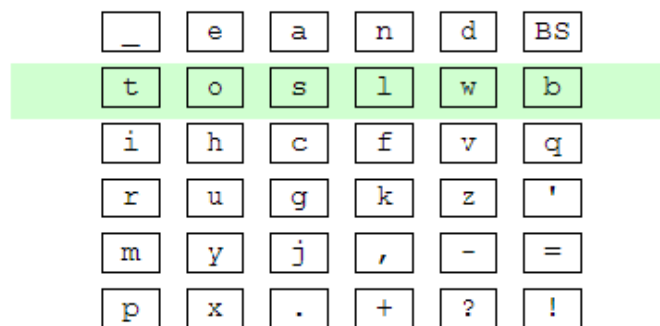 _ e a n d BS
t o s l w b
i h c f v q
r u g k z '
m y j , - =
p x . + ? !